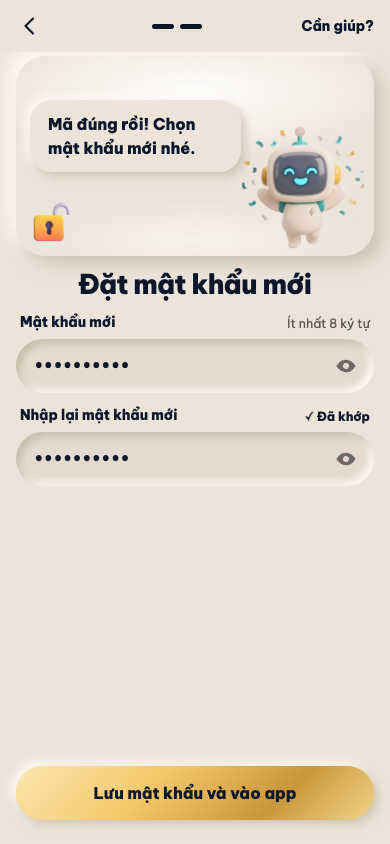 Cần giúp?
Mã đúng rồi! Chọn
mật khẩu mới nhé.
Đặt mật khẩu mới
Mật khẩu mới
Ít nhất 8 ký tự
••••••••••
Nhập lại mật khẩu mới
✓ Đã khớp
••••••••••
Lưu mật khẩu và vào app